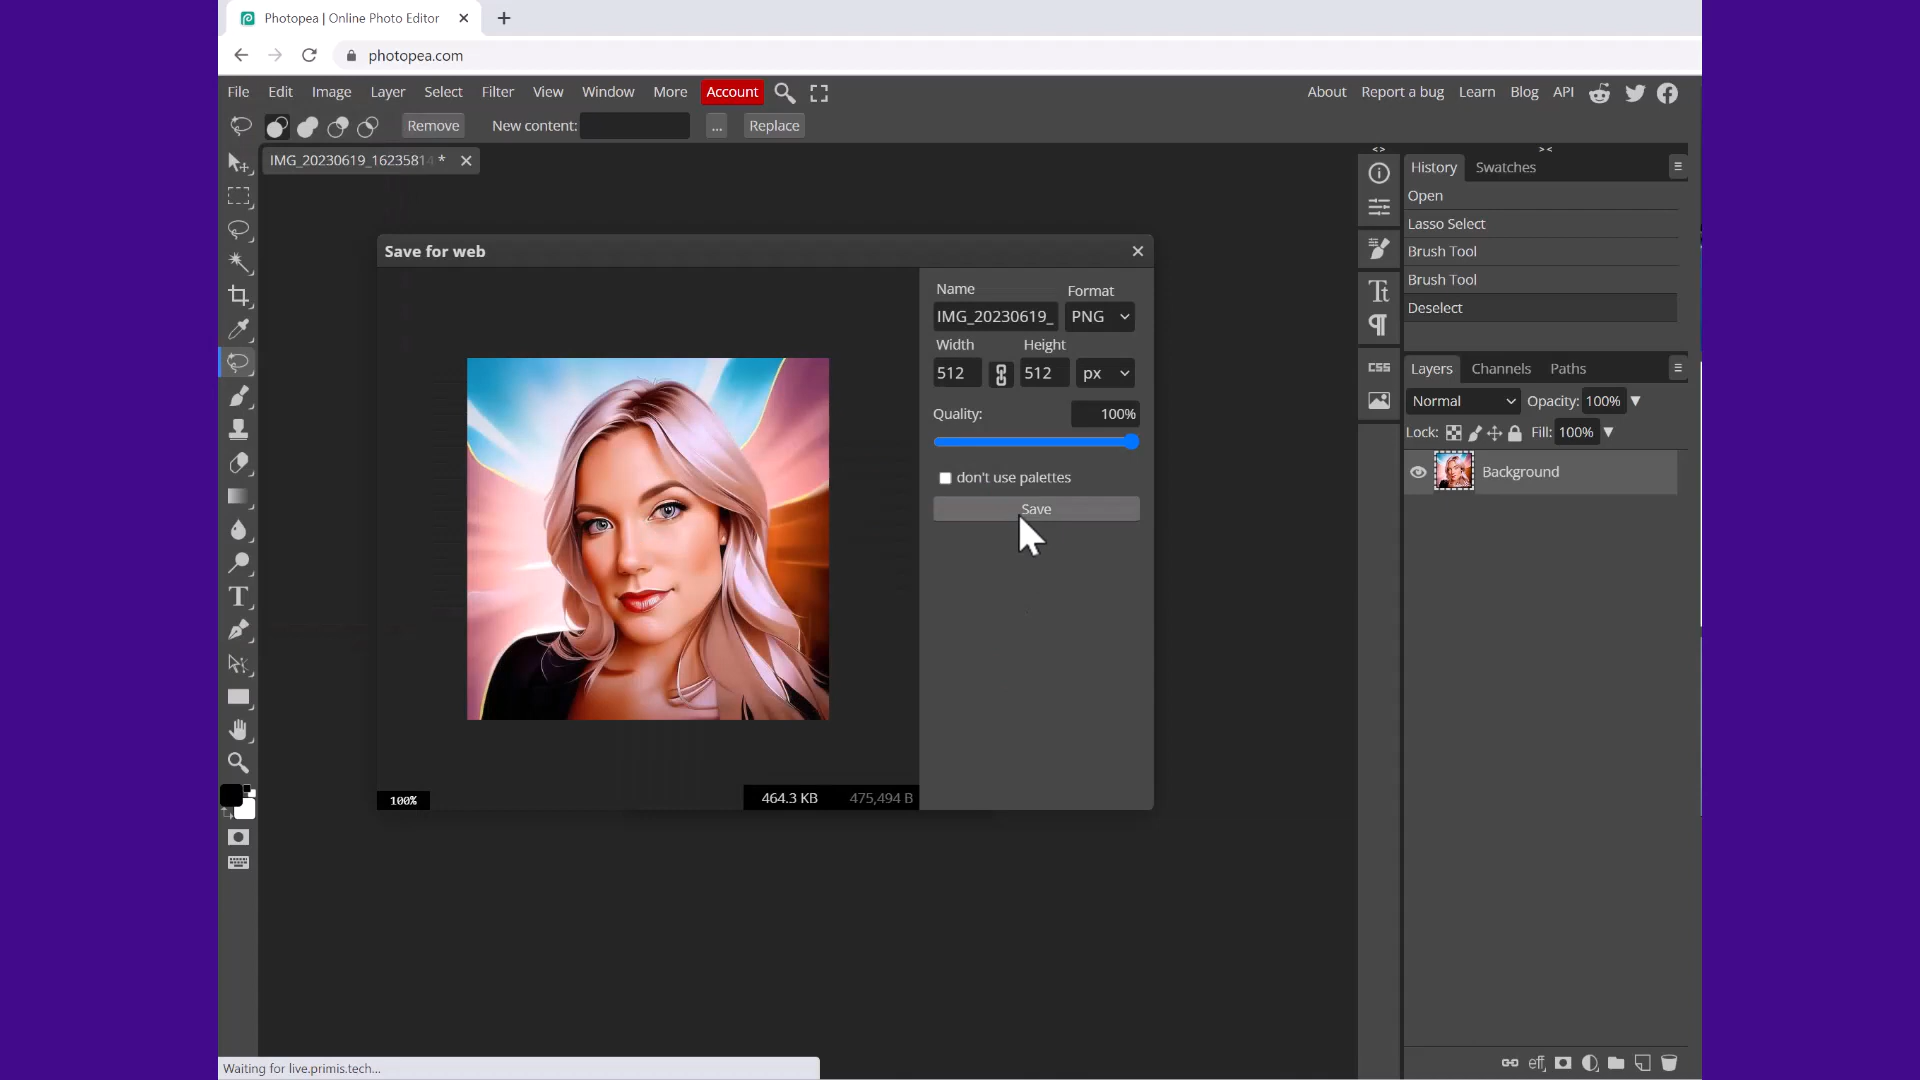 Photopea | Online Photo Editor
photopea.com
File Edit Image Layer Select Filter View Window More Account
About Report a bug Learn Blog API
Remove New content: ... Replace
IMG_20230619_16235814 *
<> ><
History Swatches
Open
Lasso Select
Brush Tool
Brush Tool
Deselect
Save for web
Name Format
IMG_20230619_ PNG
Width Height
512 512 px
Quality: 100%
don't use palettes
Save
100%
464.3 KB 475,494 B
CSS
Layers Channels Paths
Normal Opacity: 100%
Lock: Fill: 100%
Background
eff
Waiting for live.primis.tech...